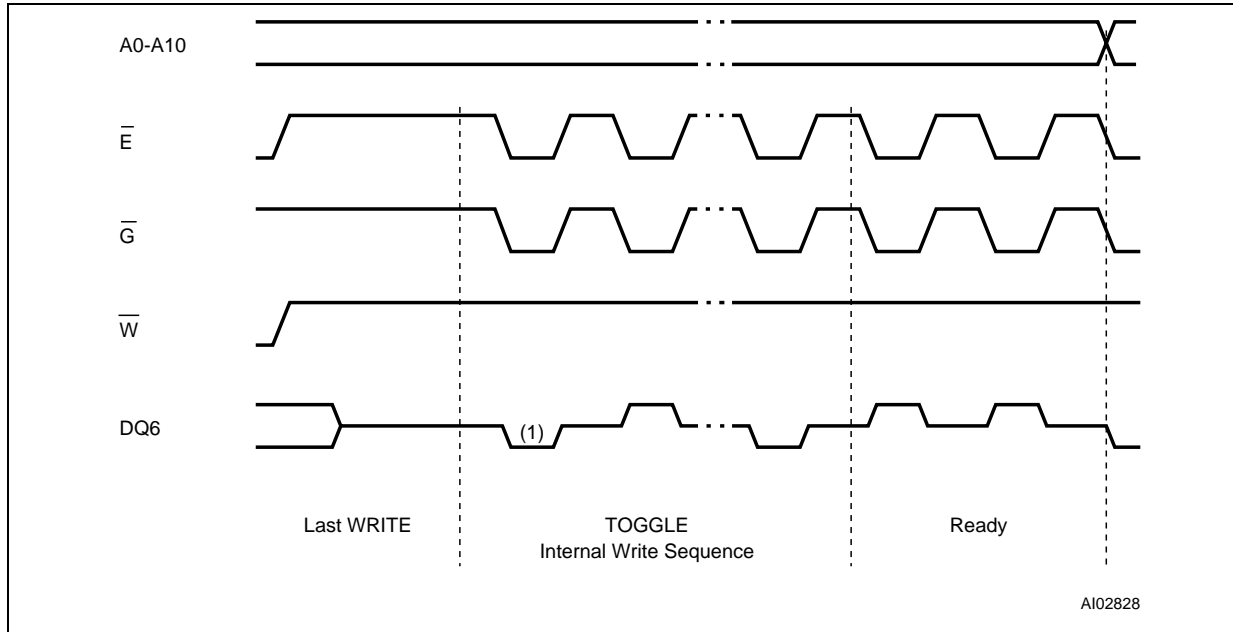 A0-A10
E̅
G̅
W̅
DQ6
(1)
Last WRITE
TOGGLE
Internal Write Sequence
Ready
AI02828